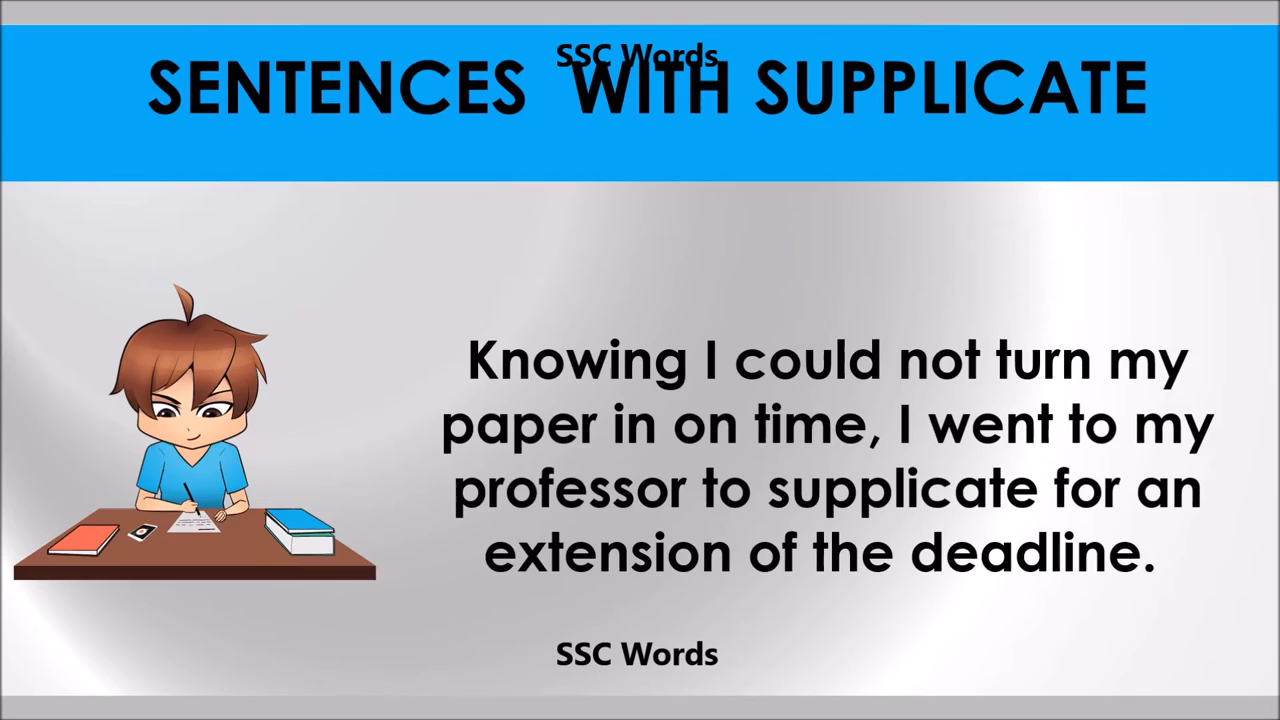 SSC Words
SENTENCES WITH SUPPLICATE
Knowing I could not turn my
paper in on time, I went to my
professor to supplicate for an
extension of the deadline.
SSC Words